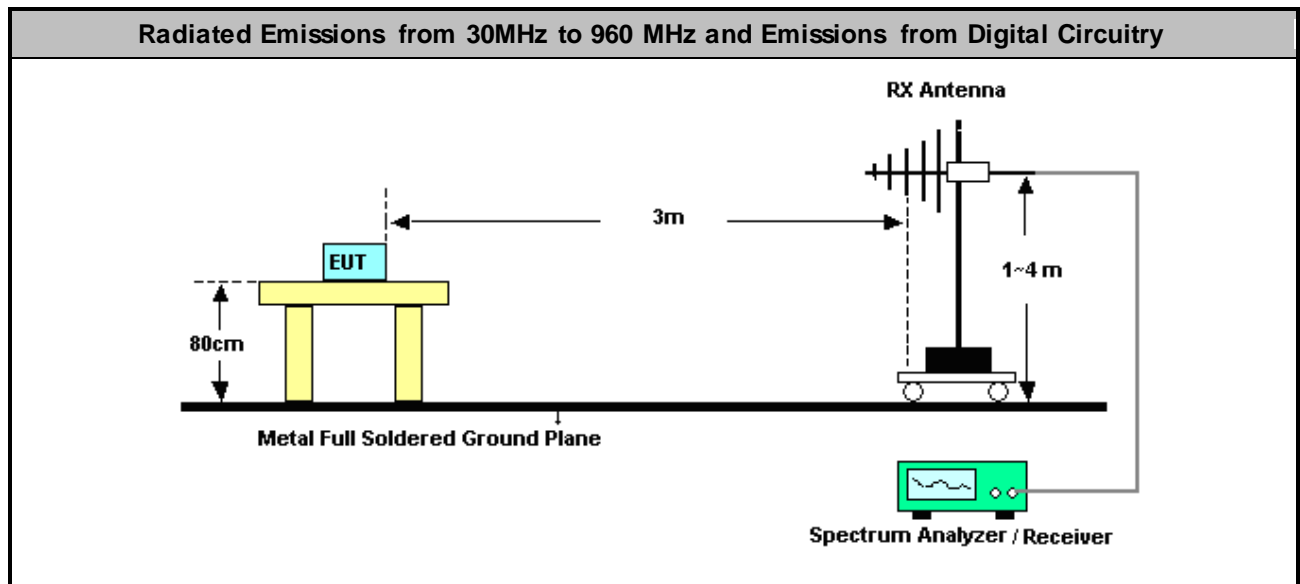 Radiated Emissions from 30MHz to 960 MHz and Emissions from Digital Circuitry
RX Antenna
3m
EUT
1~4 m
80cm
Metal Full Soldered Ground Plane
Spectrum Analyzer / Receiver